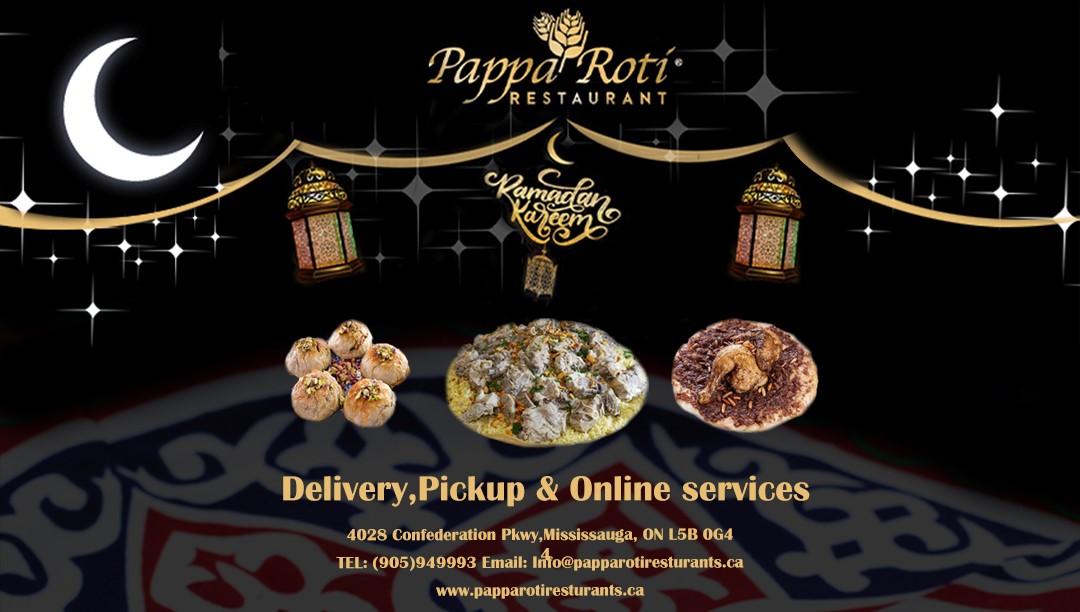 Pappa Roti®
RESTAURANT
Ramadan
Kareem
Delivery,Pickup & Online services
4028 Confederation Pkwy,Mississauga, ON L5B 0G4
4
TEL: (905)949993 Email: Info@papparotiresturants.ca
www.papparotiresturants.ca